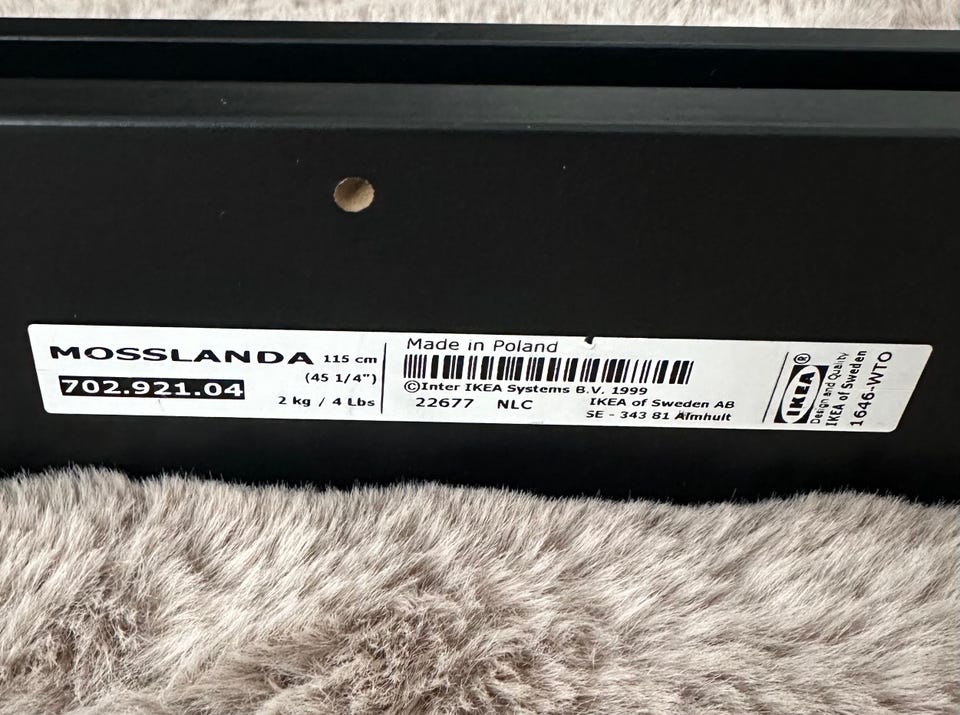 MOSSLANDA 115 cm
(45 1/4")
702.921.04
2 kg / 4 Lbs
Made in Poland
©Inter IKEA Systems B.V. 1999
22677 NLC IKEA of Sweden AB
SE - 343 81 Älmhult
IKEA®
Design and Quality
IKEA of Sweden
1646-WTO